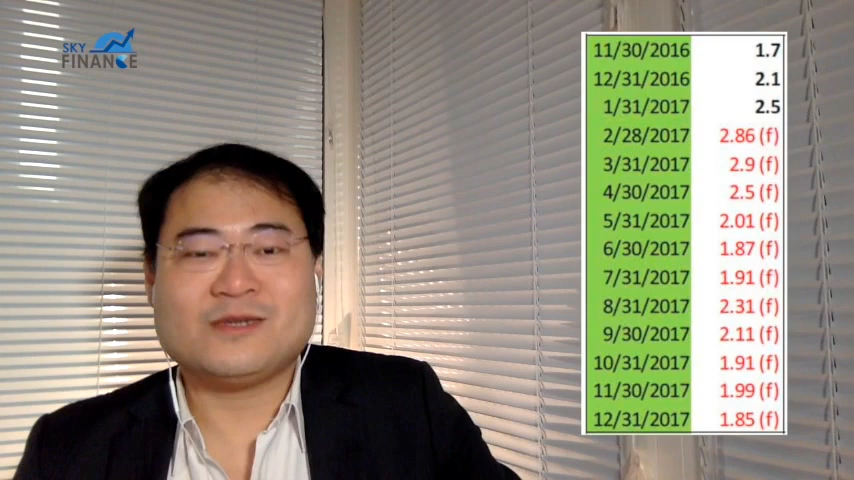 SKY
FINANCE
11/30/2016 1.7
12/31/2016 2.1
1/31/2017 2.5
2/28/2017 2.86 (f)
3/31/2017 2.9 (f)
4/30/2017 2.5 (f)
5/31/2017 2.01 (f)
6/30/2017 1.87 (f)
7/31/2017 1.91 (f)
8/31/2017 2.31 (f)
9/30/2017 2.11 (f)
10/31/2017 1.91 (f)
11/30/2017 1.99 (f)
12/31/2017 1.85 (f)